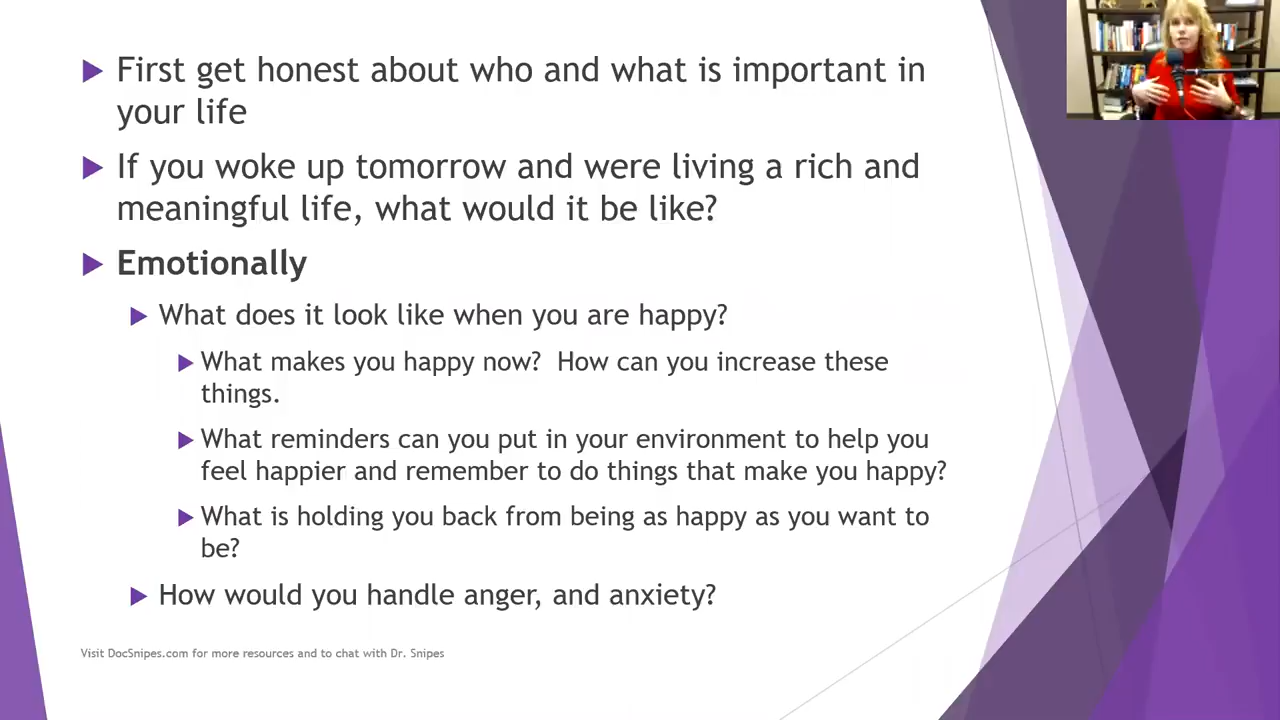 First get honest about who and what is important in
your life
If you woke up tomorrow and were living a rich and
meaningful life, what would it be like?
Emotionally
What does it look like when you are happy?
What makes you happy now?  How can you increase these
things.
What reminders can you put in your environment to help you
feel happier and remember to do things that make you happy?
What is holding you back from being as happy as you want to
be?
How would you handle anger, and anxiety?
Visit DocSnipes.com for more resources and to chat with Dr. Snipes